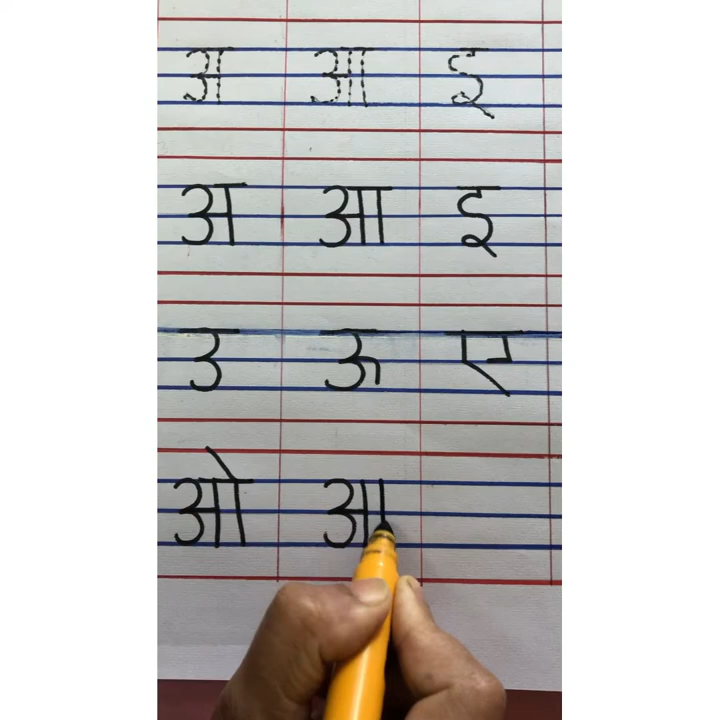 अ आ इ
अ आ इ
उ ऊ ए
ओ आ